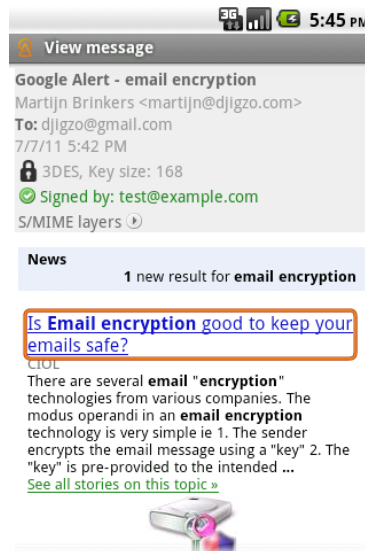 3G 5:45 PM
View message
Google Alert - email encryption
Martijn Brinkers <martijn@djigzo.com>
To: djigzo@gmail.com
7/7/11 5:42 PM
3DES, Key size: 168
Signed by: test@example.com
S/MIME layers
News
1 new result for email encryption
Is Email encryption good to keep your
emails safe?
CIOL
There are several email "encryption"
technologies from various companies. The
modus operandi in an email encryption
technology is very simple ie 1. The sender
encrypts the email message using a "key" 2. The
"key" is pre-provided to the intended ...
See all stories on this topic »